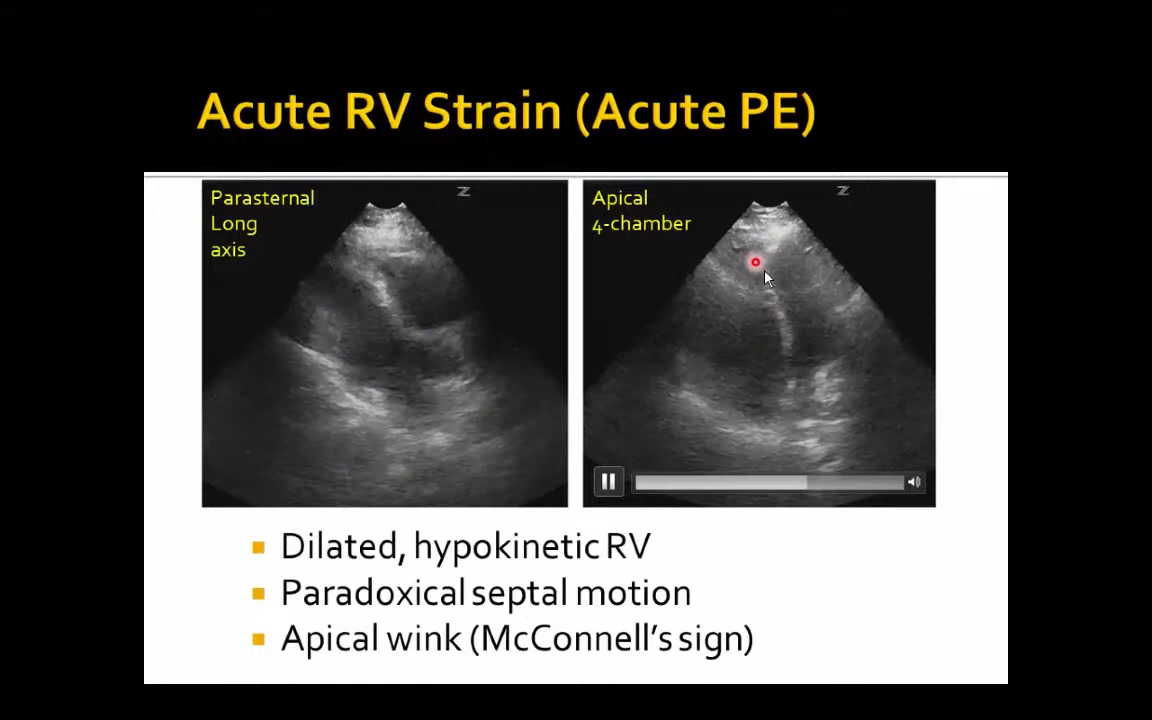 Acute RV Strain (Acute PE)
Parasternal
Long
axis
Z
Apical
4-chamber
Z
Dilated, hypokinetic RV
Paradoxical septal motion
Apical wink (McConnell's sign)